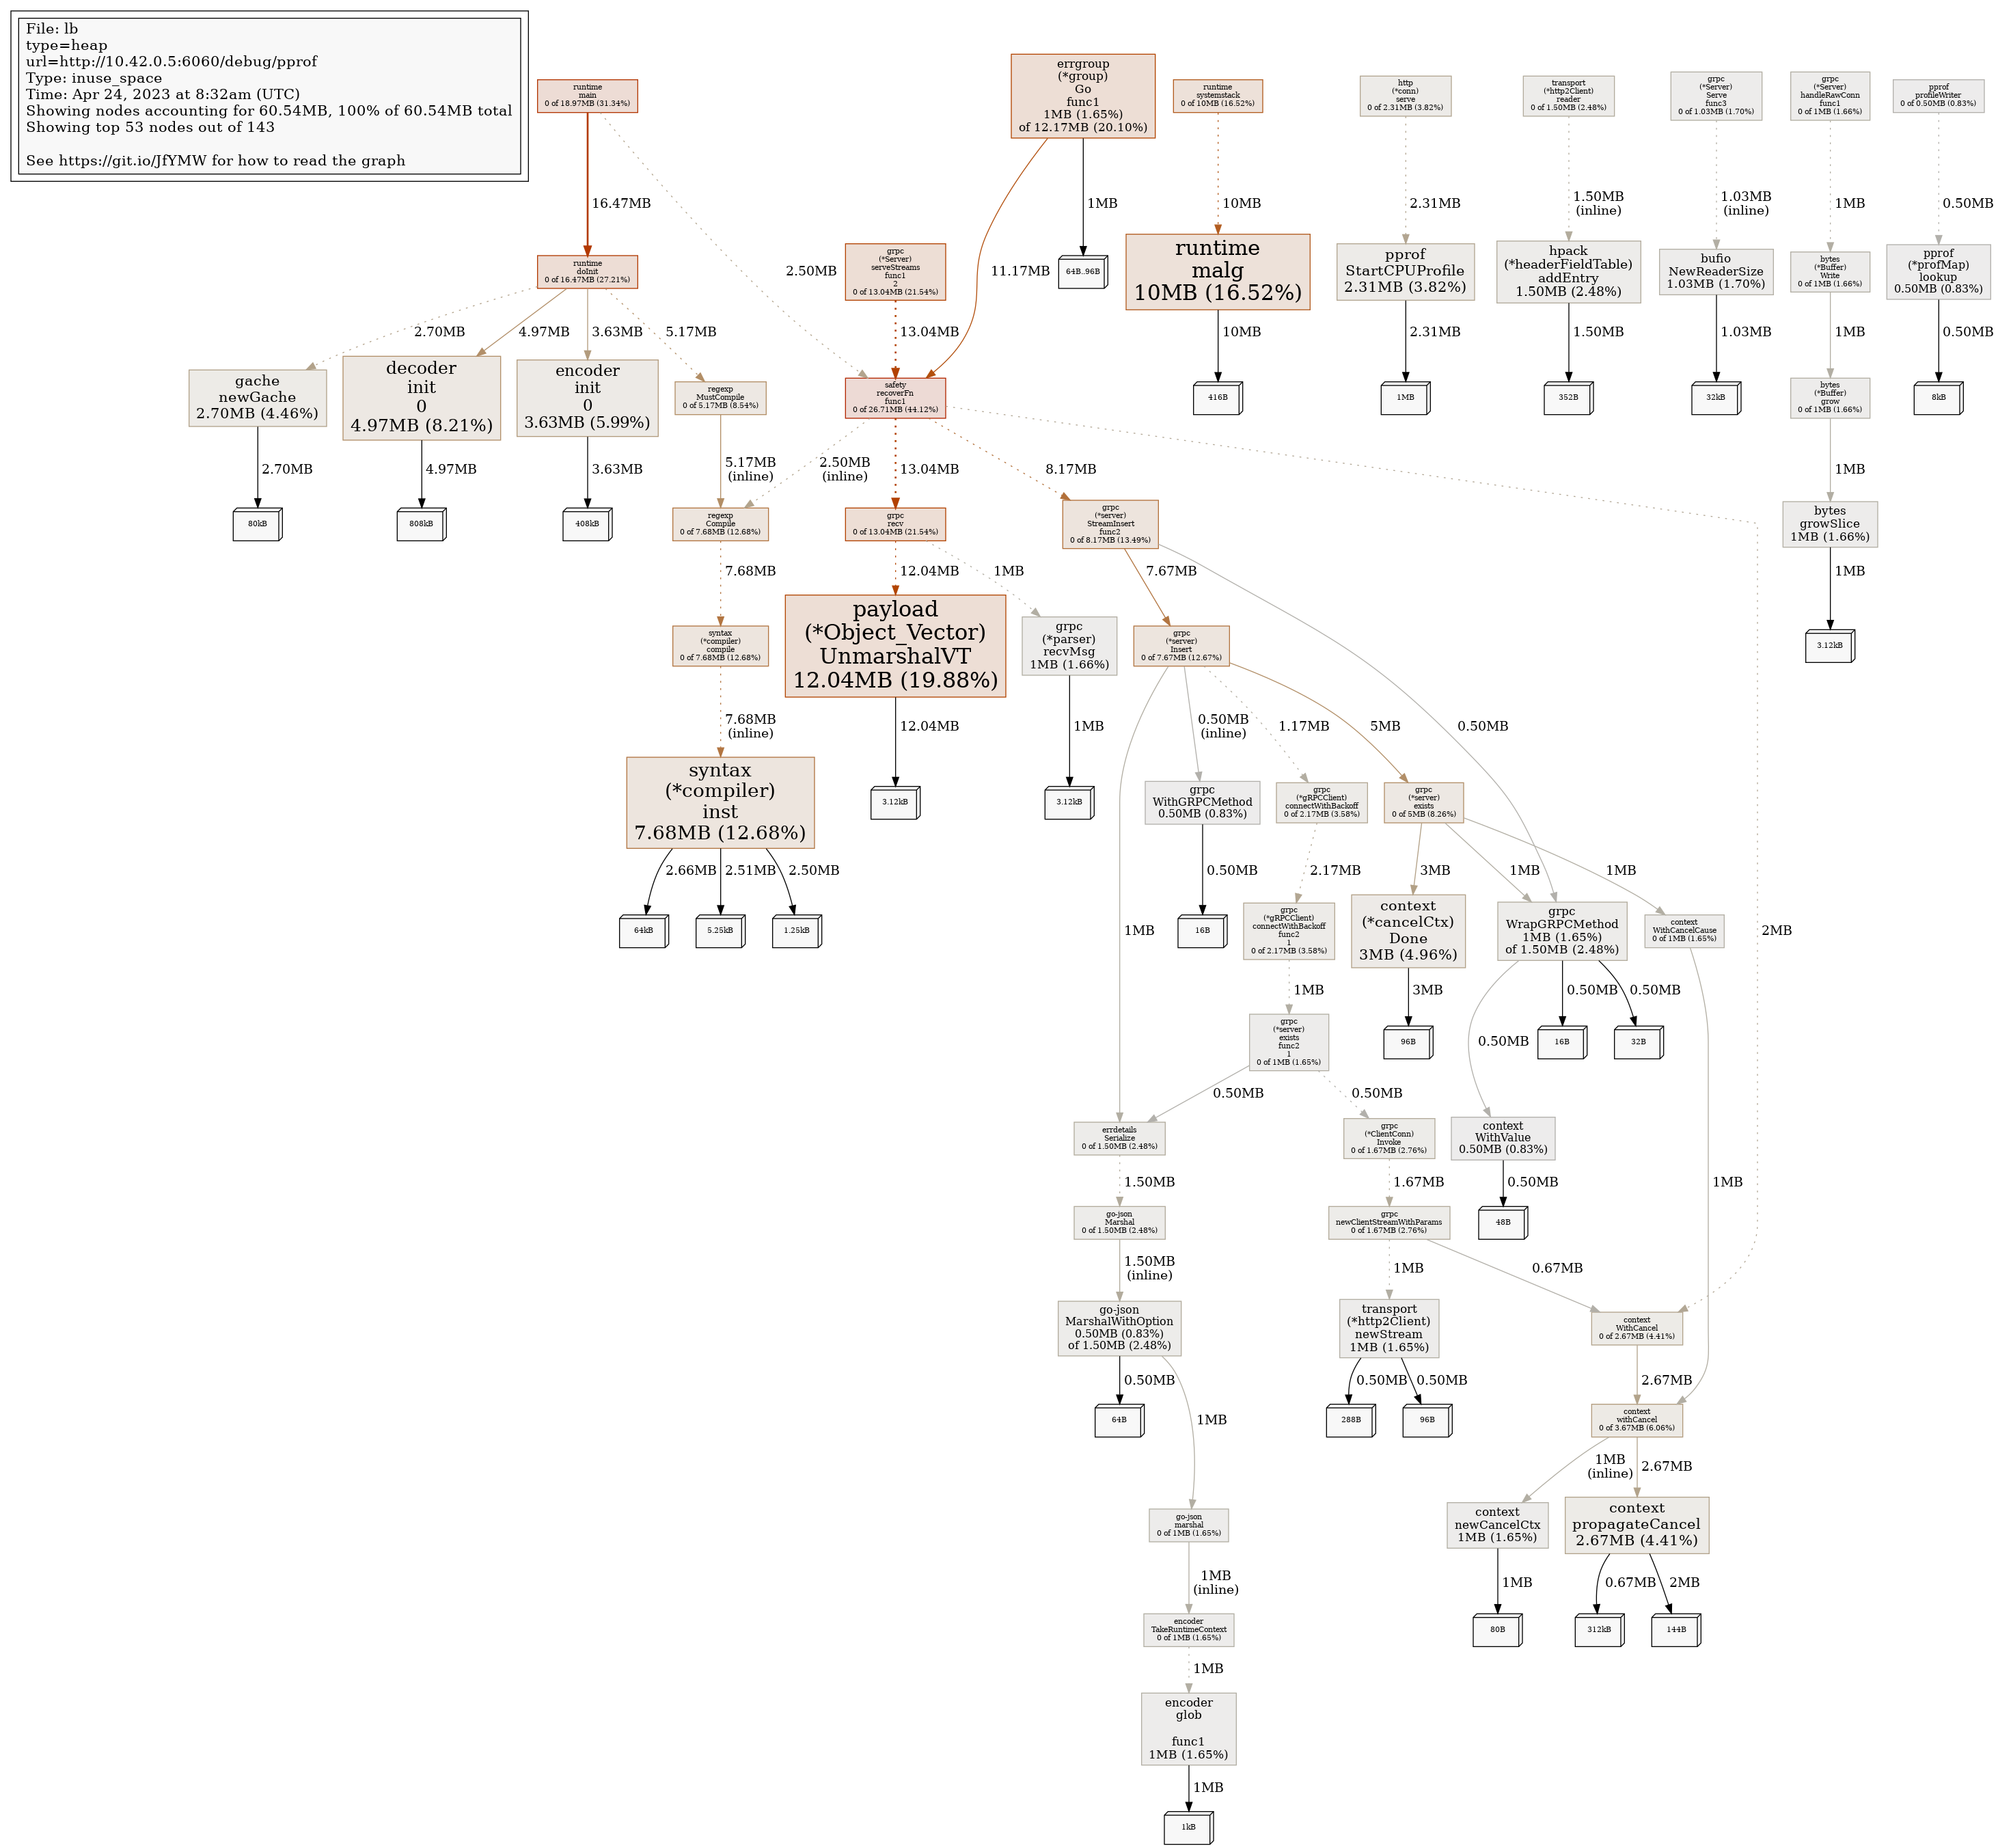 File: lb
type=heap
url=http://10.42.0.5:6060/debug/pprof
Type: inuse_space
Time: Apr 24, 2023 at 8:32am (UTC)
Showing nodes accounting for 60.54MB, 100% of 60.54MB total
Showing top 53 nodes out of 143
See https://git.io/JfYMW for how to read the graph
runtime
main
0 of 18.97MB (31.34%)
errgroup
(*group)
Go
func1
1MB (1.65%)
of 12.17MB (20.10%)
runtime
systemstack
0 of 10MB (16.52%)
http
(*conn)
serve
0 of 2.31MB (3.82%)
transport
(*http2Client)
reader
0 of 1.50MB (2.48%)
grpc
(*Server)
Serve
func3
0 of 1.03MB (1.70%)
grpc
(*Server)
handleRawConn
func1
0 of 1MB (1.66%)
pprof
profileWriter
0 of 0.50MB (0.83%)
16.47MB
2.50MB
11.17MB
1MB
10MB
2.31MB
1.50MB
(inline)
1.03MB
(inline)
1MB
0.50MB
runtime
doInit
0 of 16.47MB (27.21%)
grpc
(*Server)
serveStreams
func1
2
0 of 13.04MB (21.54%)
64B..96B
runtime
malg
10MB (16.52%)
pprof
StartCPUProfile
2.31MB (3.82%)
hpack
(*headerFieldTable)
addEntry
1.50MB (2.48%)
bufio
NewReaderSize
1.03MB (1.70%)
bytes
(*Buffer)
Write
0 of 1MB (1.66%)
pprof
(*profMap)
lookup
0.50MB (0.83%)
2.70MB
4.97MB
3.63MB
5.17MB
13.04MB
10MB
2.31MB
1.50MB
1.03MB
1MB
0.50MB
gache
newGache
2.70MB (4.46%)
decoder
init
0
4.97MB (8.21%)
encoder
init
0
3.63MB (5.99%)
regexp
MustCompile
0 of 5.17MB (8.54%)
safety
recoverFn
func1
0 of 26.71MB (44.12%)
416B
1MB
352B
32kB
bytes
(*Buffer)
grow
0 of 1MB (1.66%)
8kB
2.70MB
4.97MB
3.63MB
5.17MB
(inline)
2.50MB
(inline)
13.04MB
8.17MB
1MB
80kB
808kB
408kB
regexp
Compile
0 of 7.68MB (12.68%)
grpc
recv
0 of 13.04MB (21.54%)
grpc
(*server)
StreamInsert
func2
0 of 8.17MB (13.49%)
bytes
growSlice
1MB (1.66%)
7.68MB
12.04MB
1MB
7.67MB
1MB
syntax
(*compiler)
compile
0 of 7.68MB (12.68%)
payload
(*Object_Vector)
UnmarshalVT
12.04MB (19.88%)
grpc
(*parser)
recvMsg
1MB (1.66%)
grpc
(*server)
Insert
0 of 7.67MB (12.67%)
3.12kB
7.68MB
(inline)
12.04MB
1MB
0.50MB
(inline)
1.17MB
5MB
0.50MB
syntax
(*compiler)
inst
7.68MB (12.68%)
3.12kB
3.12kB
grpc
WithGRPCMethod
0.50MB (0.83%)
grpc
(*gRPCClient)
connectWithBackoff
0 of 2.17MB (3.58%)
grpc
(*server)
exists
0 of 5MB (8.26%)
2.66MB
2.51MB
2.50MB
0.50MB
2.17MB
3MB
1MB
1MB
64kB
5.25kB
1.25kB
1MB
16B
grpc
(*gRPCClient)
connectWithBackoff
func2
1
0 of 2.17MB (3.58%)
context
(*cancelCtx)
Done
3MB (4.96%)
grpc
WrapGRPCMethod
1MB (1.65%)
of 1.50MB (2.48%)
context
WithCancelCause
0 of 1MB (1.65%)
2MB
1MB
3MB
0.50MB
0.50MB
grpc
(*server)
exists
func2
1
0 of 1MB (1.65%)
96B
0.50MB
16B
32B
0.50MB
0.50MB
errdetails
Serialize
0 of 1.50MB (2.48%)
grpc
(*ClientConn)
Invoke
0 of 1.67MB (2.76%)
context
WithValue
0.50MB (0.83%)
1.50MB
1.67MB
0.50MB
1MB
go-json
Marshal
0 of 1.50MB (2.48%)
grpc
newClientStreamWithParams
0 of 1.67MB (2.76%)
48B
1.50MB
(inline)
1MB
0.67MB
go-json
MarshalWithOption
0.50MB (0.83%)
of 1.50MB (2.48%)
transport
(*http2Client)
newStream
1MB (1.65%)
context
WithCancel
0 of 2.67MB (4.41%)
0.50MB
0.50MB
0.50MB
2.67MB
64B
1MB
288B
96B
context
withCancel
0 of 3.67MB (6.06%)
1MB
(inline)
2.67MB
go-json
marshal
0 of 1MB (1.65%)
context
newCancelCtx
1MB (1.65%)
context
propagateCancel
2.67MB (4.41%)
1MB
(inline)
1MB
0.67MB
2MB
encoder
TakeRuntimeContext
0 of 1MB (1.65%)
80B
312kB
144B
1MB
encoder
glob
func1
1MB (1.65%)
1MB
1kB